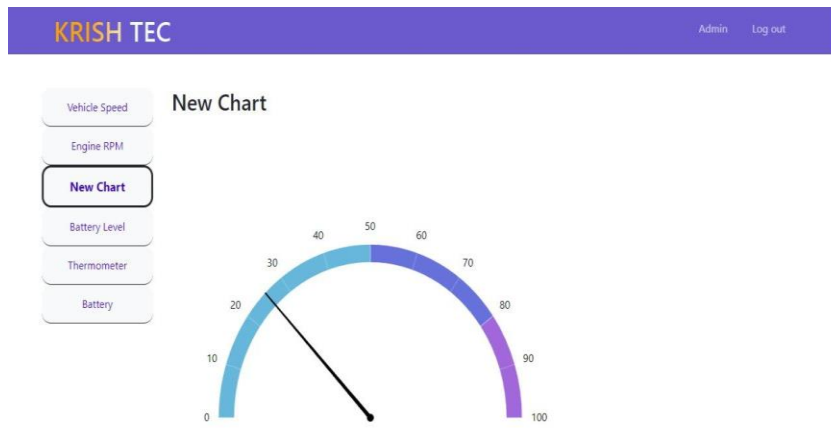 KRISH TEC
Admin Log out
New Chart
Vehicle Speed
Engine RPM
New Chart
Battery Level
Thermometer
Battery
0
10
20
30
40
50
60
70
80
90
100